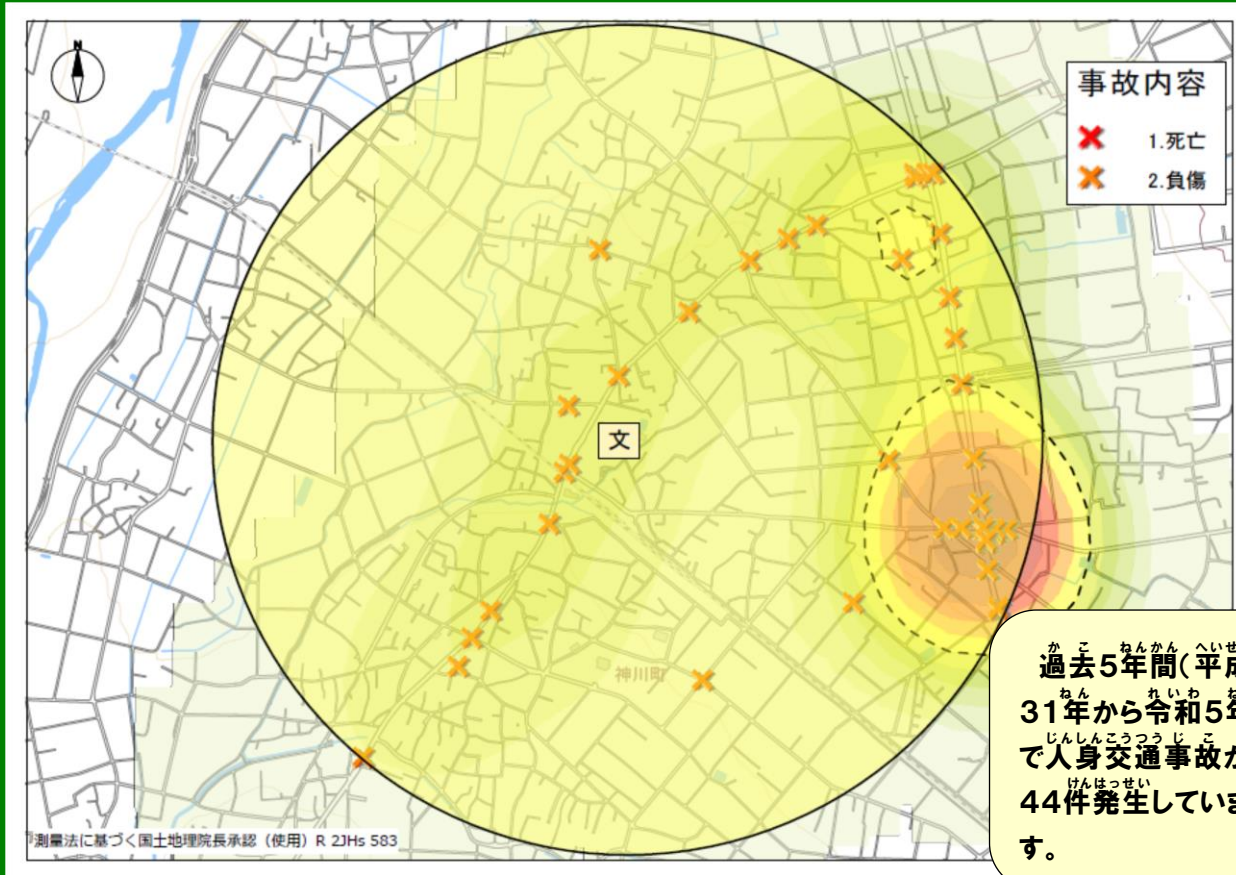 N
事故内容
1.死亡
2.負傷
文
神川町
測量法に基づく国土地理院長承認(使用)R 2JHs 583
過去5年間(平成
31年から令和5年
で人身交通事故が
44件発生していま
す。